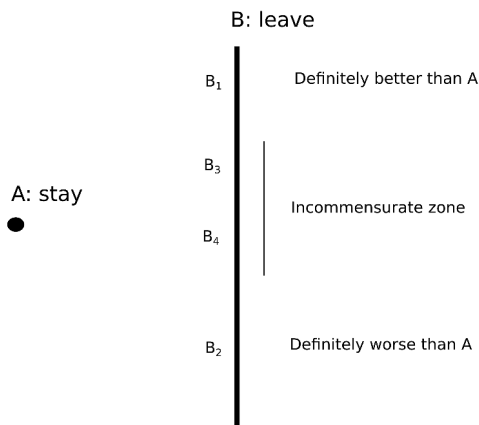 B: leave
B₁ Definitely better than A
B₃
A: stay
Incommensurate zone
B₄
B₂ Definitely worse than A